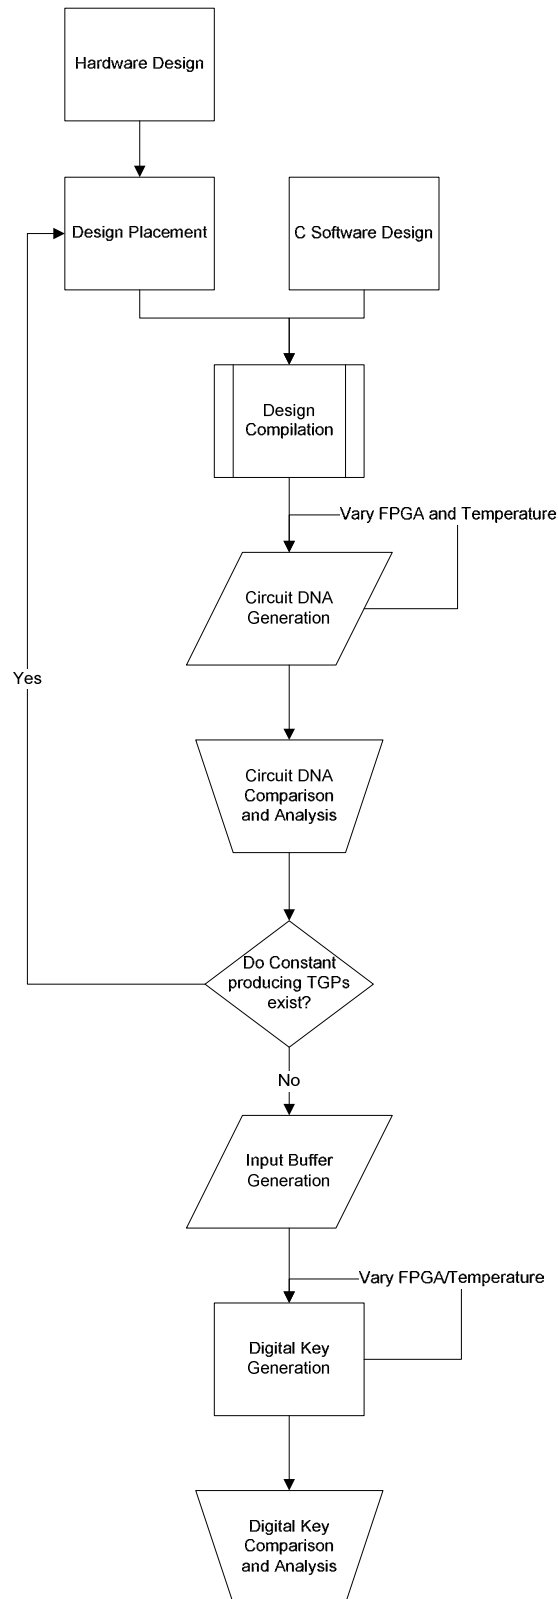 Hardware Design
Design Placement
C Software Design
Design
Compilation
Vary FPGA and Temperature
Circuit DNA
Generation
Yes
Circuit DNA
Comparison
and Analysis
Do Constant
producing TGPs
exist?
No
Input Buffer
Generation
Vary FPGA/Temperature
Digital Key
Generation
Digital Key
Comparison
and Analysis